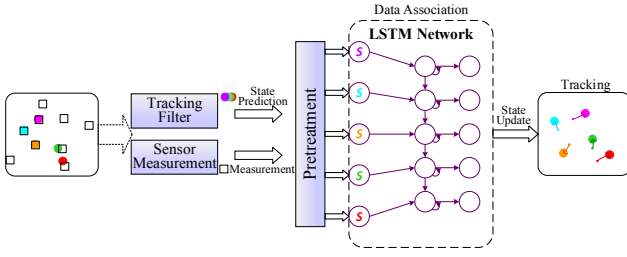 Data Association
LSTM Network
Tracking
Filter
State
Prediction
Sensor
Measurement
Measurement
Pretreatment
S
S
S
S
S
State
Update
Tracking